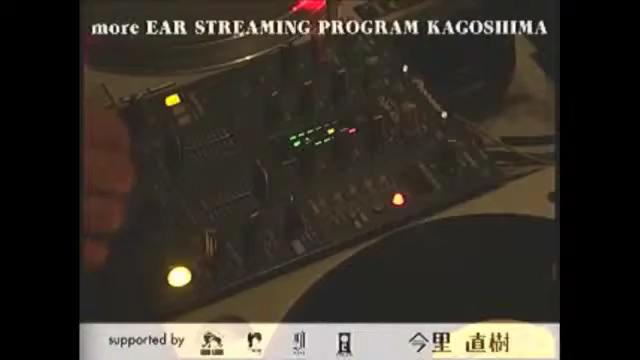 more EAR STREAMING PROGRAM KAGOSHIMA
supported by
今里 直樹